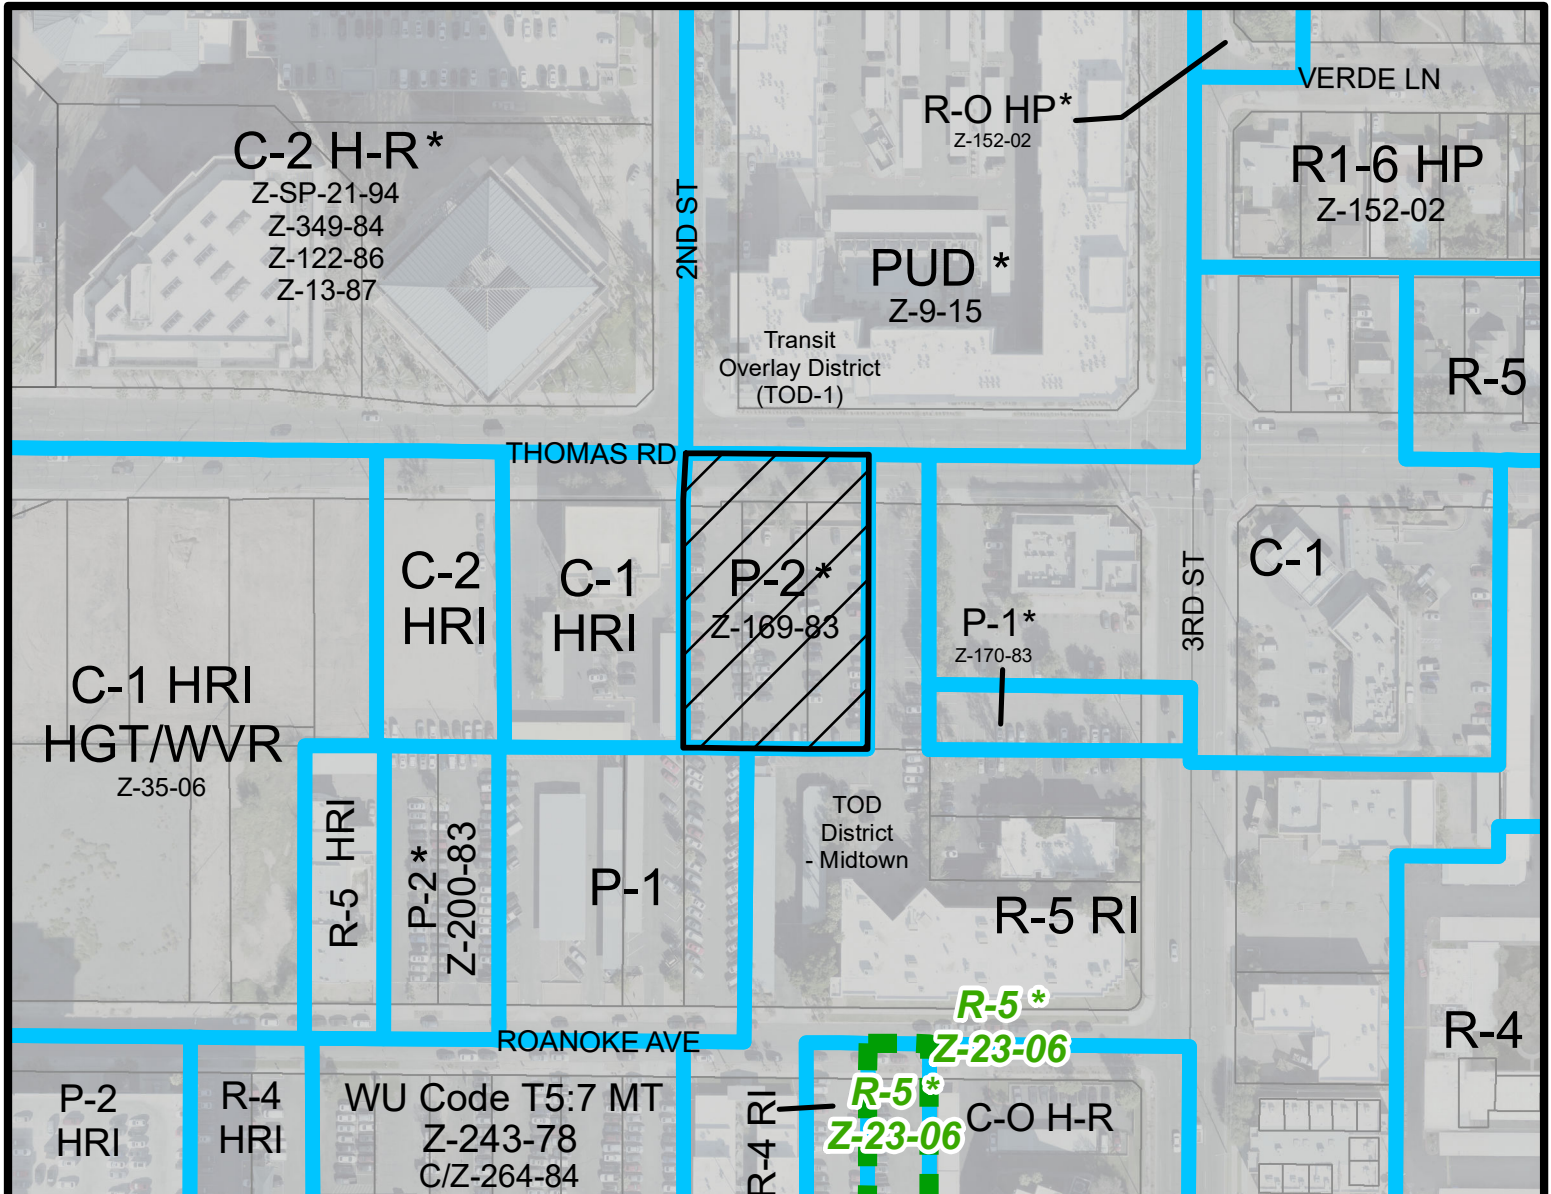 VERDE LN
R-O HP*
Z-152-02
C-2 H-R*
Z-SP-21-94
Z-349-84
Z-122-86
Z-13-87
R1-6 HP
Z-152-02
2ND ST
PUD *
Z-9-15
Transit
Overlay District
(TOD-1)
R-5
THOMAS RD
C-2
HRI
C-1
HRI
P-2*
Z-169-83
P-1*
Z-170-83
3RD ST
C-1
C-1 HRI
HGT/WVR
Z-35-06
R-5 HRI
P-2*
Z-200-83
P-1
TOD
District
- Midtown
R-5 RI
R-5 *
Z-23-06
ROANOKE AVE
R-4
P-2
HRI
R-4
HRI
WU Code T5:7 MT
Z-243-78
C/Z-264-84
R-4 RI
R-5 *
Z-23-06
C-O H-R